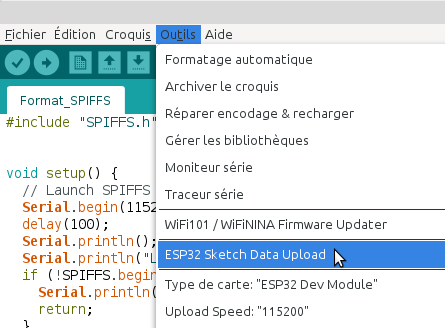 Fichier Édition Croquis Outils Aide
Format_SPIFFS
#include "SPIFFS.h"
void setup() {
// Launch SPIFFS
Serial.begin(1152
delay(100);
Serial.println();
Serial.println("L
if (!SPIFFS.begin
Serial.println(
return;
}
Formatage automatique
Archiver le croquis
Réparer encodage & recharger
Gérer les bibliothèques
Moniteur série
Traceur série
WiFi101 / WiFiNINA Firmware Updater
ESP32 Sketch Data Upload
Type de carte: "ESP32 Dev Module"
Upload Speed: "115200"